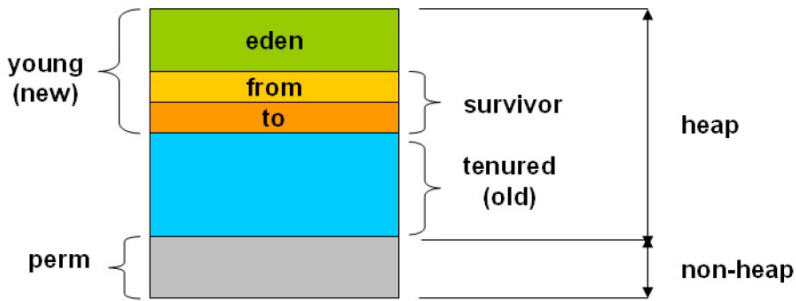 eden
young
(new)
from
survivor
to
heap
tenured
(old)
perm
non-heap